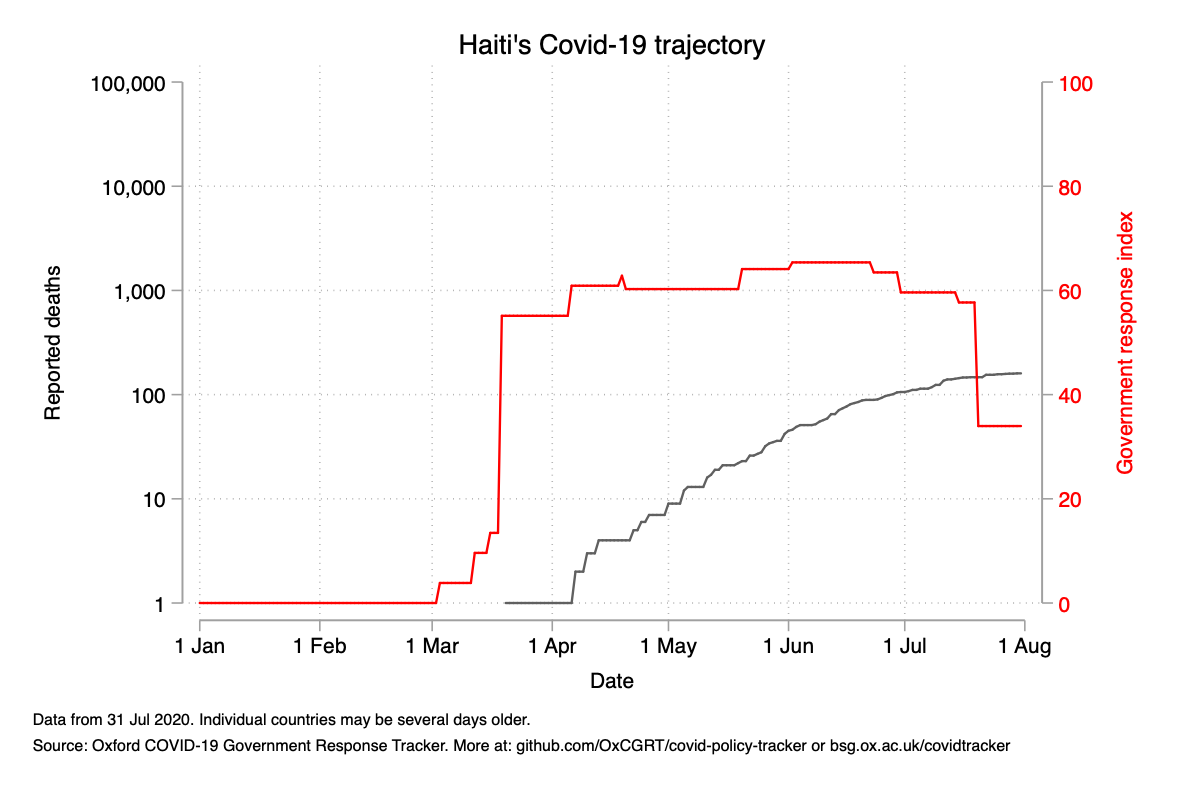 Haiti's Covid-19 trajectory
100,000
10,000
1,000
100
10
1
Reported deaths
100
80
60
40
20
0
Government response index
1 Jan
1 Feb
1 Mar
1 Apr
1 May
1 Jun
1 Jul
1 Aug
Date
Data from 31 Jul 2020. Individual countries may be several days older.
Source: Oxford COVID-19 Government Response Tracker. More at: github.com/OxCGRT/covid-policy-tracker or bsg.ox.ac.uk/covidtracker